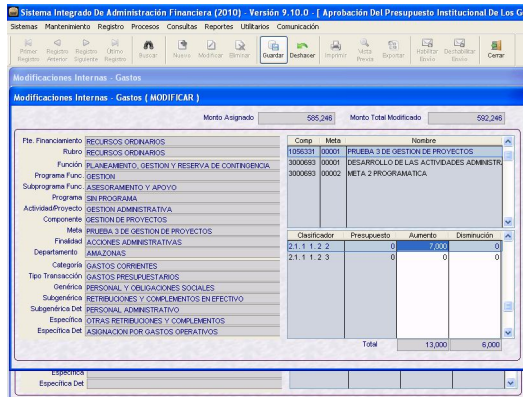 Sistema Integrado De Administración Financiera (2010) - Versión 9.10.0 - [ Aprobación Del Presupuesto Institucional De Los G
Sistemas Mantenimiento Registro Procesos Consultas Reportes Utilitarios Comunicación
Primer Registro Registro Anterior Registro Siguiente Último Registro Buscar Nuevo Modificar Eliminar Guardar Deshacer Imprimir Vista Previa Exportar Habilitar Envío Deshabilitar Envío Cerrar
Modificaciones Internas - Gastos
Modificaciones Internas - Gastos ( MODIFICAR )
Monto Asignado 585,246 Monto Total Modificado 592,246
Fte. Financiamiento RECURSOS ORDINARIOS
Rubro RECURSOS ORDINARIOS
Función PLANEAMIENTO, GESTION Y RESERVA DE CONTINGENCIA
Programa Func. GESTION
Subprograma Func. ASESORAMIENTO Y APOYO
Programa SIN PROGRAMA
Actividad/Proyecto GESTION ADMINISTRATIVA
Componente GESTION DE PROYECTOS
Meta PRUEBA 3 DE GESTION DE PROYECTOS
Finalidad ACCIONES ADMINISTRATIVAS
Departamento AMAZONAS
Categoría GASTOS CORRIENTES
Tipo Transacción GASTOS PRESUPUESTARIOS
Genérica PERSONAL Y OBLIGACIONES SOCIALES
Subgenérica RETRIBUCIONES Y COMPLEMENTOS EN EFECTIVO
Subgenérica Det PERSONAL ADMINISTRATIVO
Específica OTRAS RETRIBUCIONES Y COMPLEMENTOS
Específica Det ASIGNACION POR GASTOS OPERATIVOS
Comp Meta Nombre
1056331 00001 PRUEBA 3 DE GESTION DE PROYECTOS
3000693 00001 DESARROLLO DE LAS ACTIVIDADES ADMINISTRA
3000693 00002 META 2 PROGRAMATICA
Clasificador Presupuesto Aumento Disminución
2.1. 1 1. 2 2 0 7,000 0
2.1. 1 1. 2 3 0 0 0
Total 13,000 6,000
Específica
Específica Det